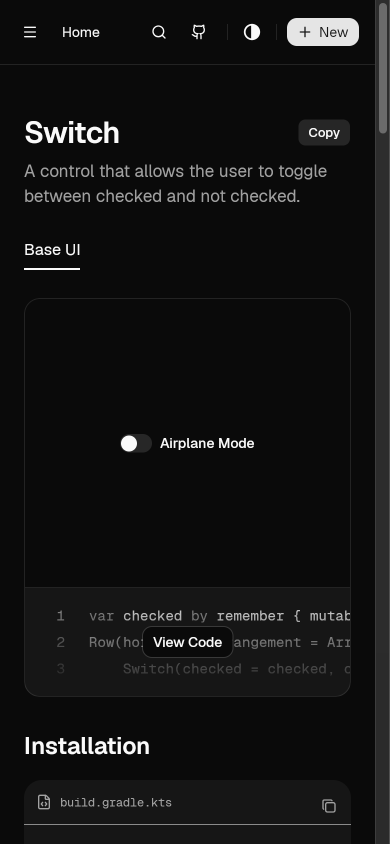 Home
New
Switch
Copy
A control that allows the user to toggle
between checked and not checked.
Base UI
Airplane Mode
1 var checked by remember { mutab
2 Row(ho angement = Arr
View Code
3 Switch(checked = checked,
Installation
build.gradle.kts